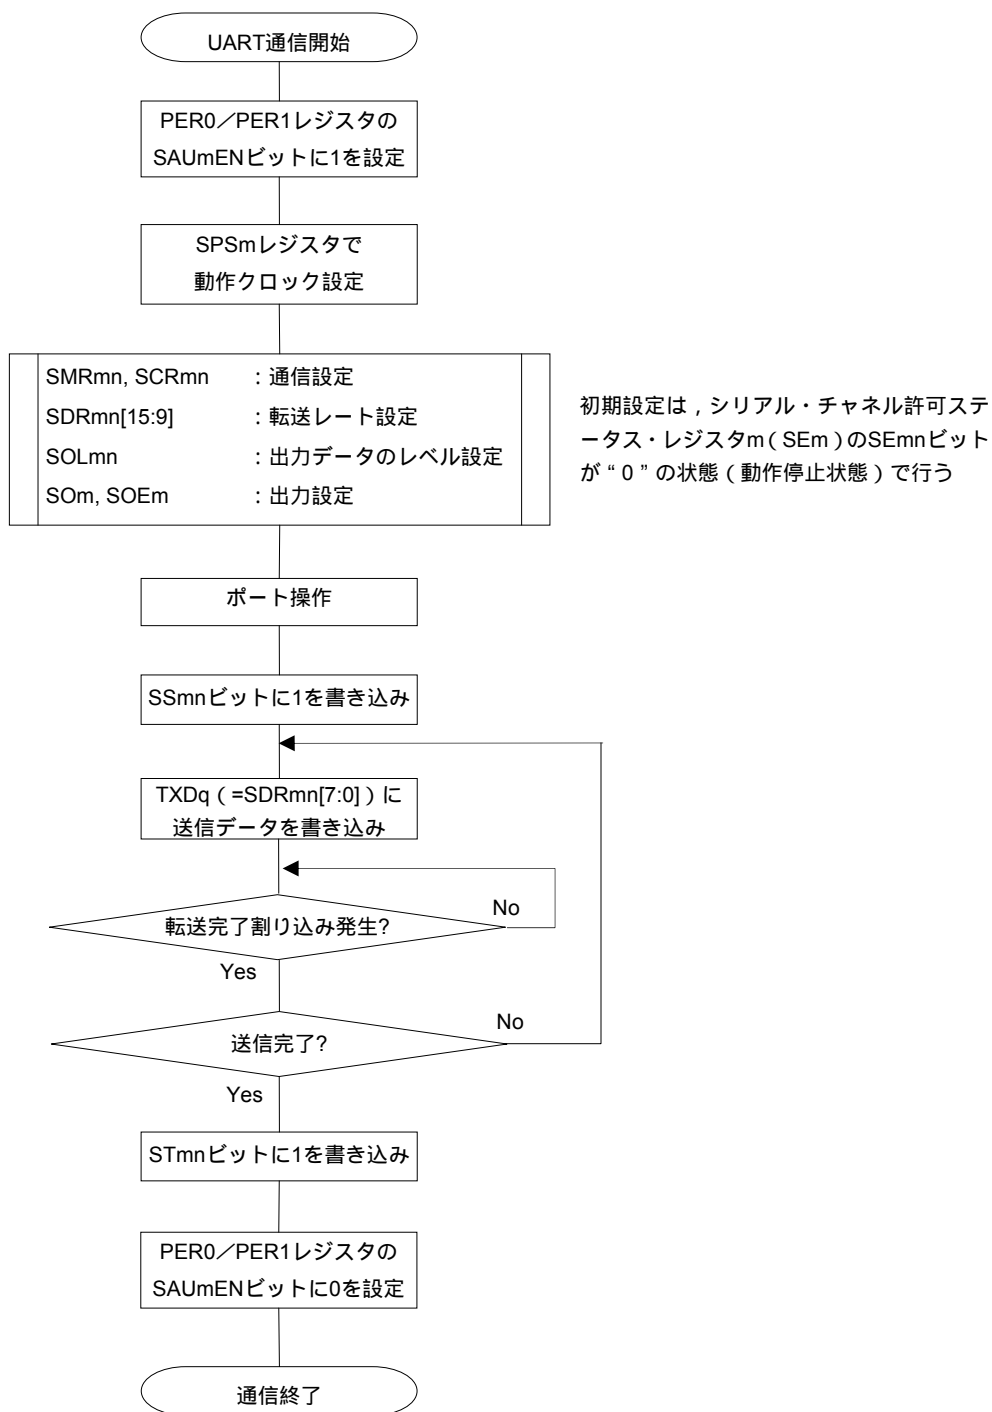 UART通信開始
PER0／PER1レジスタの
SAUmENビットに1を設定
SPSmレジスタで
動作クロック設定
SMRmn, SCRmn ：通信設定
SDRmn[15:9] ：転送レート設定
SOLmn ：出力データのレベル設定
SOm, SOEm ：出力設定
初期設定は，シリアル・チャネル許可ステ
ータス・レジスタm（SEm）のSEmnビット
が“0”の状態（動作停止状態）で行う
ポート操作
SSmnビットに1を書き込み
TXDq（=SDRmn[7:0]）に
送信データを書き込み
転送完了割り込み発生?
No
Yes
送信完了?
No
Yes
STmnビットに1を書き込み
PER0／PER1レジスタの
SAUmENビットに0を設定
通信終了